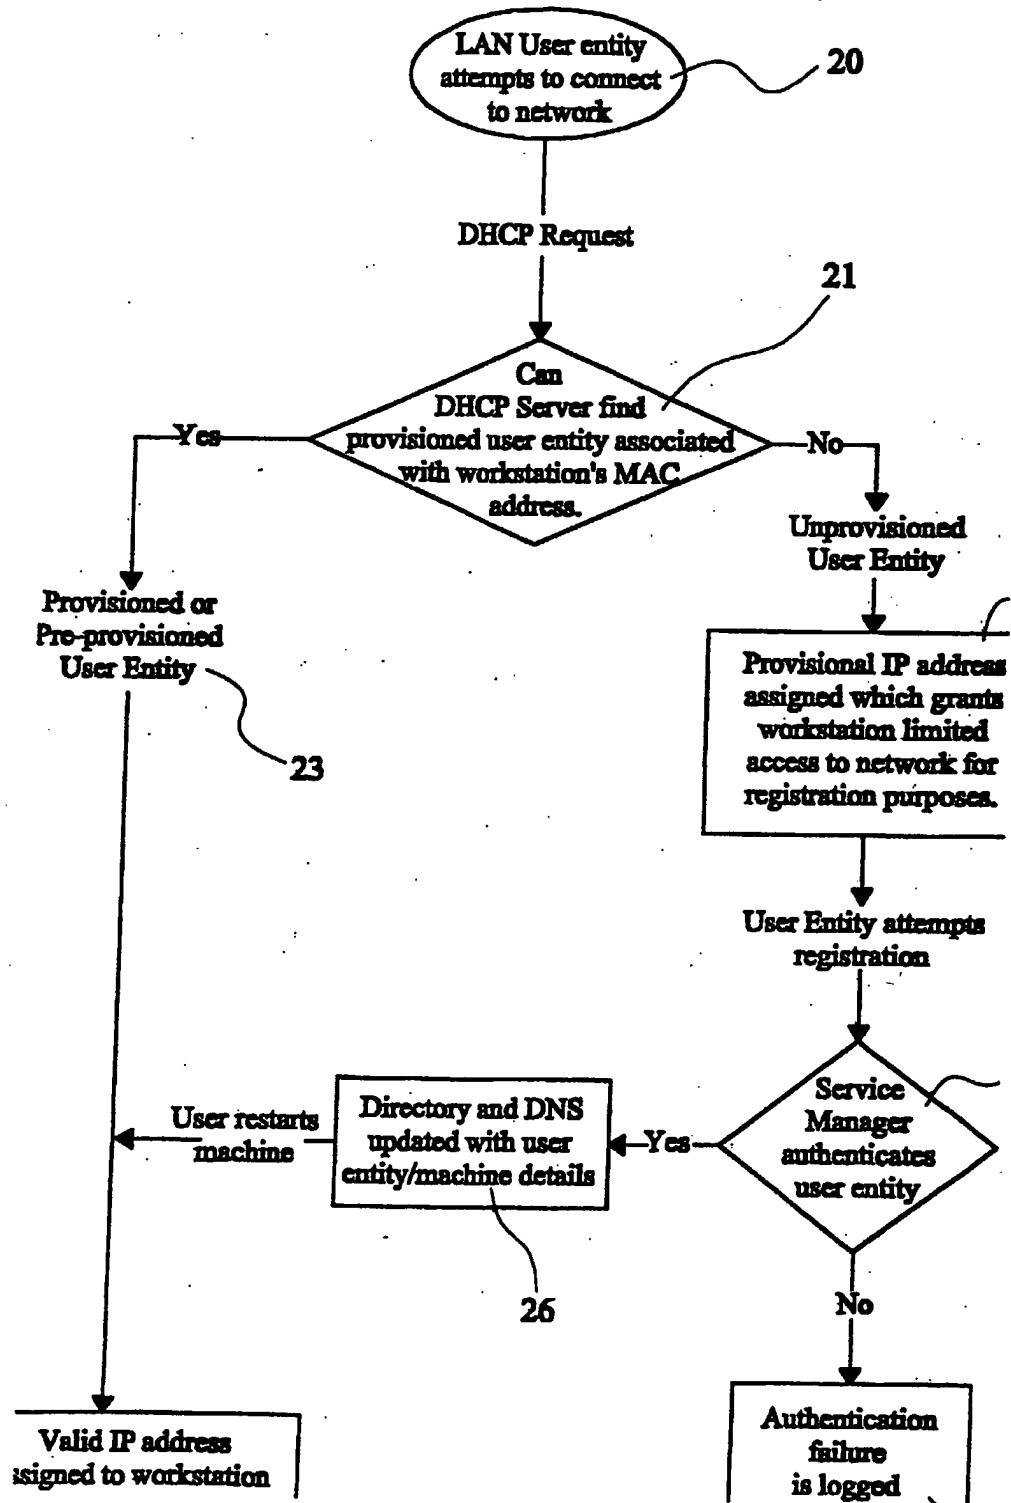 LAN User entity
attempts to connect
to network
20
DHCP Request
21
Can
DHCP Server find
provisioned user entity associated
with workstation's MAC
address.
Yes
No
Unprovisioned
User Entity
Provisioned or
Pre-provisioned
User Entity
23
Provisional IP address
assigned which grants
workstation limited
access to network for
registration purposes.
User Entity attempts
registration
Service
Manager
authenticates
user entity
Yes
Directory and DNS
updated with user
entity/machine details
User restarts
machine
26
No
Valid IP address
ssigned to workstation
Authentication
failure
is logged